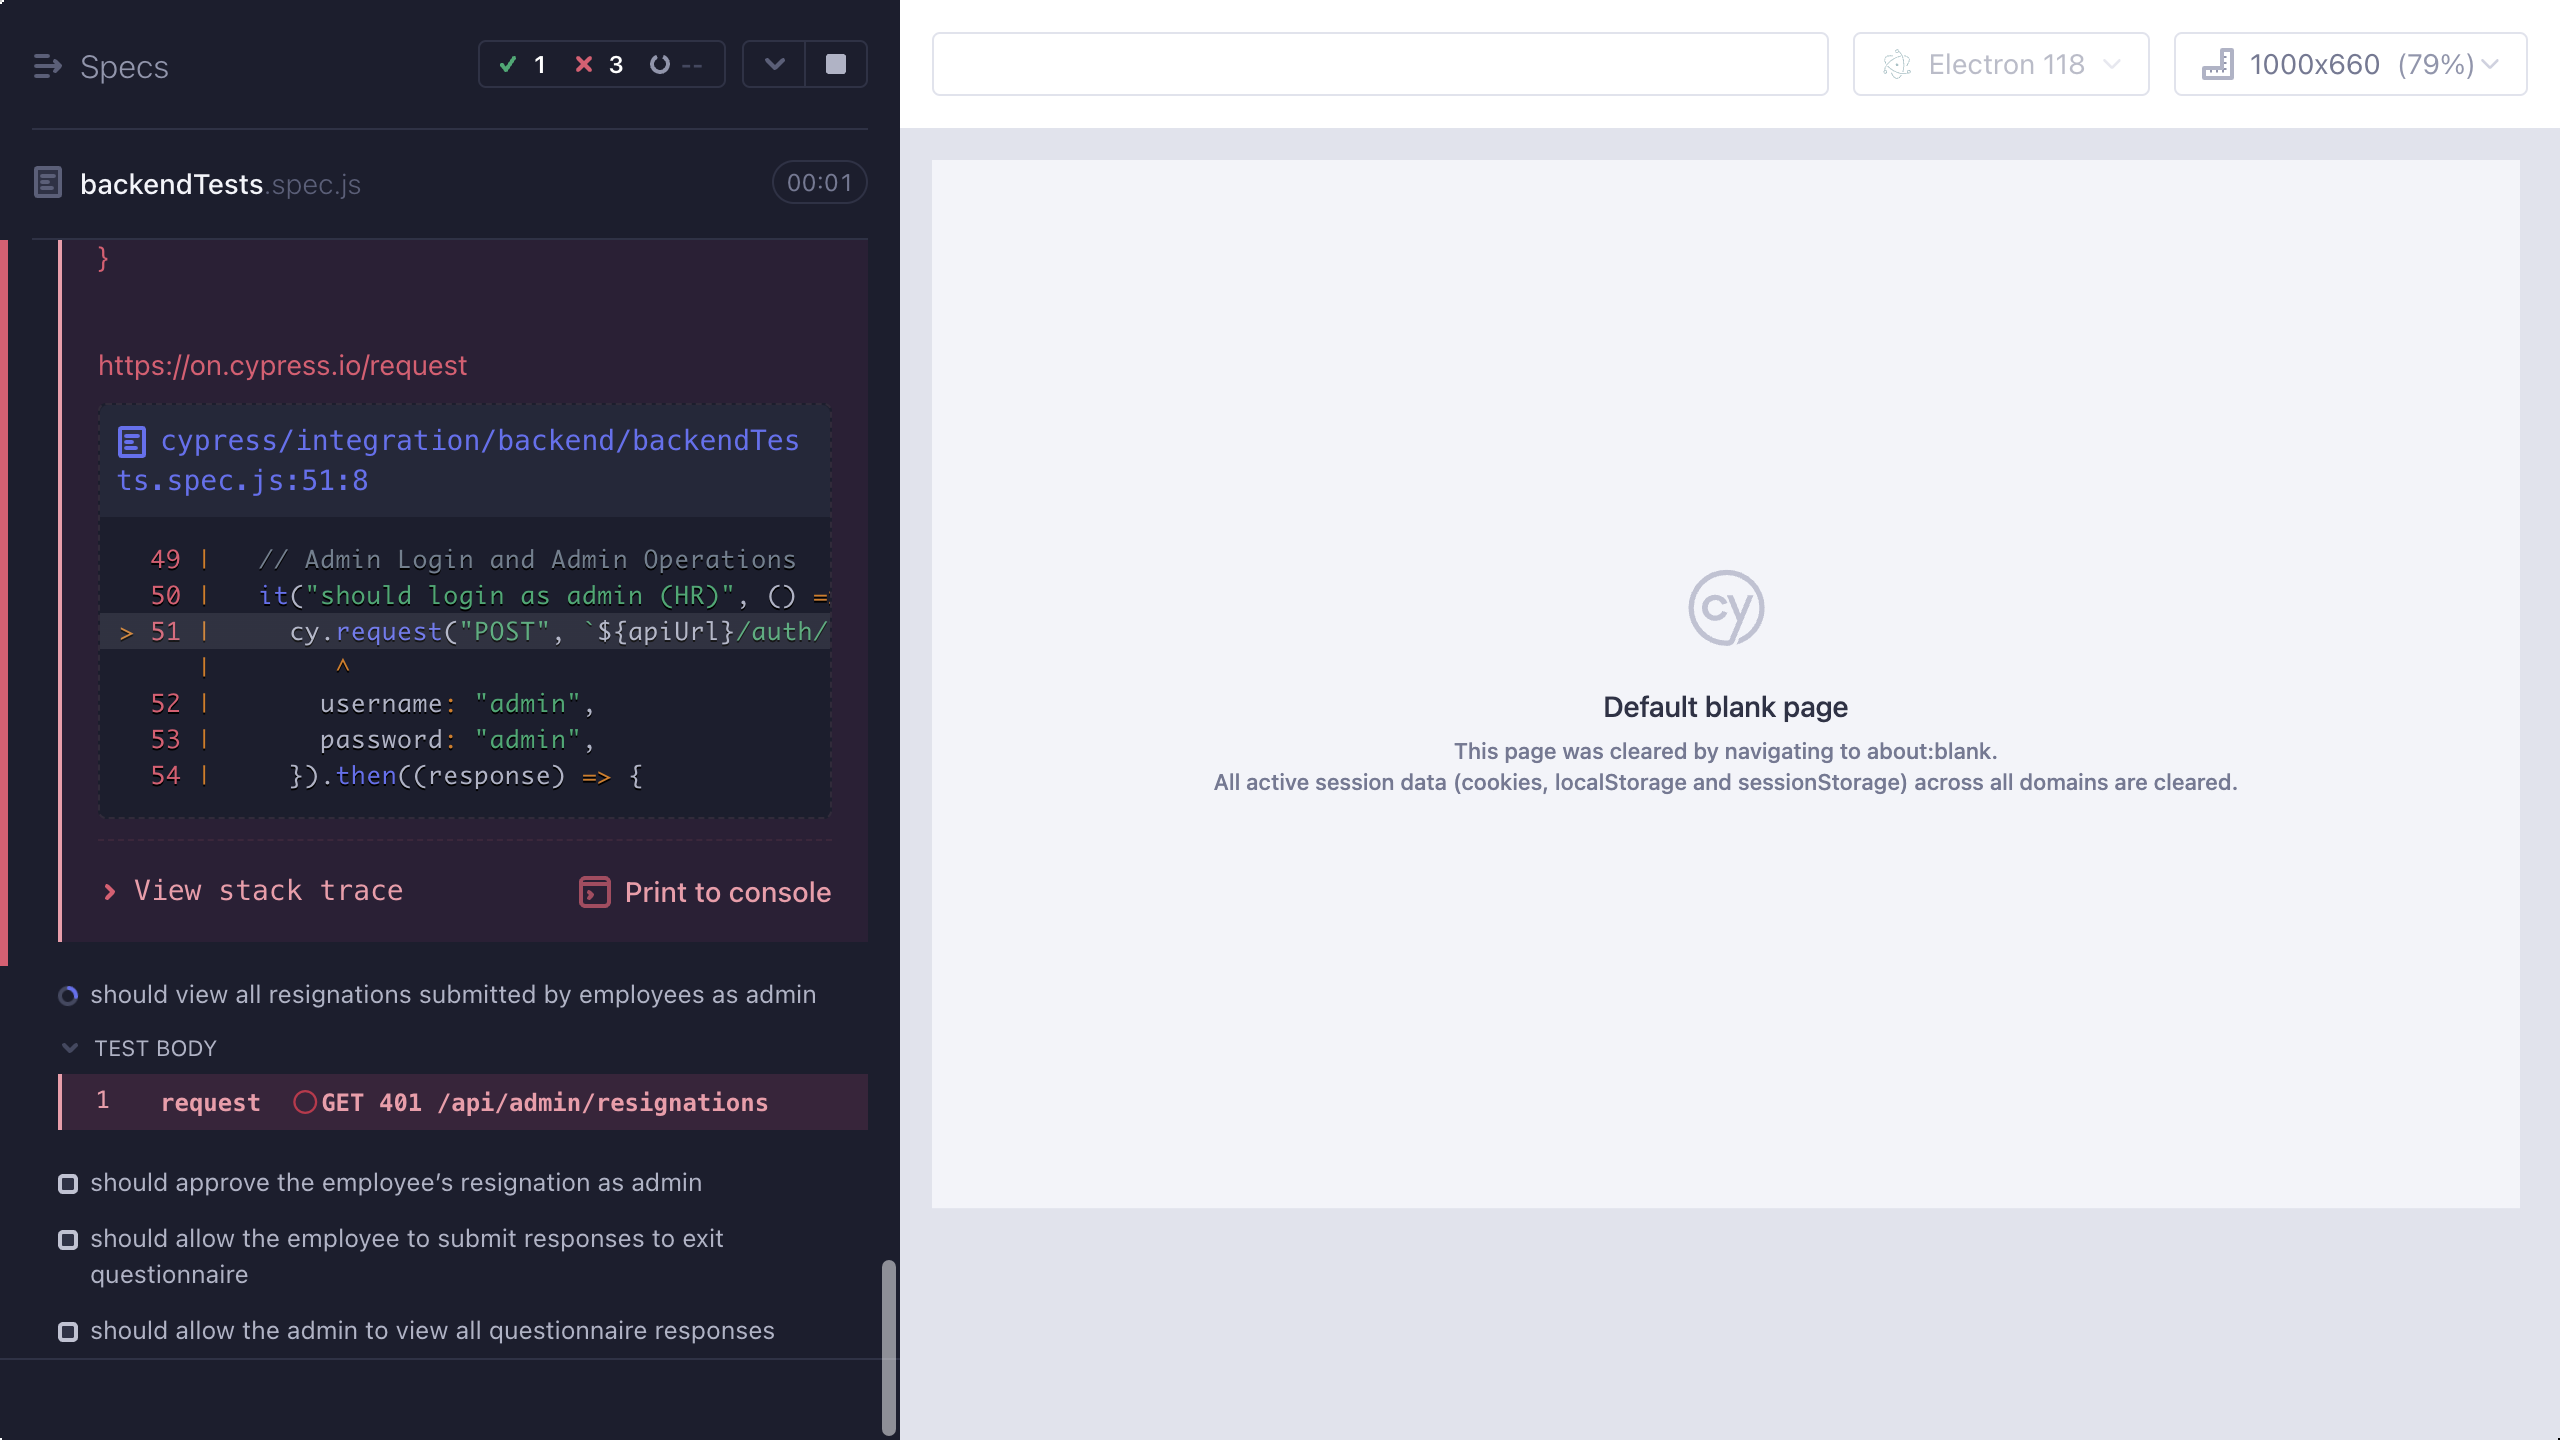 Specs
1 3 --
backendTests.spec.js
00:01
}
https://on.cypress.io/request
cypress/integration/backend/backendTes
ts.spec.js:51:8
49 | // Admin Login and Admin Operations
50 | it("should login as admin (HR)", () =
> 51 | cy.request("POST", `${apiUrl}/auth/
| ^
52 | username: "admin",
53 | password: "admin",
54 | }).then((response) => {
View stack trace
Print to console
should view all resignations submitted by employees as admin
TEST BODY
1 request GET 401 /api/admin/resignations
should approve the employee’s resignation as admin
should allow the employee to submit responses to exit
questionnaire
should allow the admin to view all questionnaire responses
Electron 118
1000x660 (79%)
cy
Default blank page
This page was cleared by navigating to about:blank.
All active session data (cookies, localStorage and sessionStorage) across all domains are cleared.